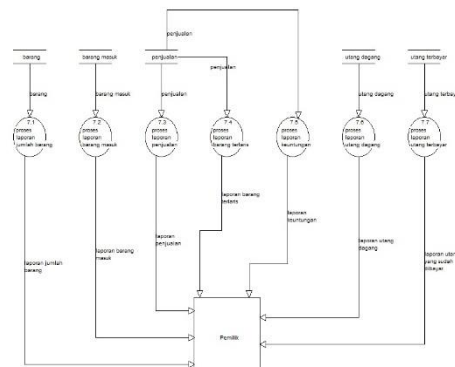 penjualan
barang
barang masuk
penjualan
utang dagang
utang terbayar
penjualan
barang
barang masuk
penjualan
utang dagang
utang terbaya
7.1
proses
laporan
jumlah barang
7.2
proses
laporan
barang masuk
7.3
proses
laporan
penjualan
7.4
proses
laporan
barang terlaris
7.5
proses
laporan
keuntungan
7.6
proses
laporan
utang dagang
7.7
proses
laporan
utang terbayar
laporan barang
terlaris
laporan
keuntungan
laporan
penjualan
laporan utang
dagang
laporan barang
masuk
laporan utan
yang sudah
dibayar
laporan jumlah
barang
Pemilik